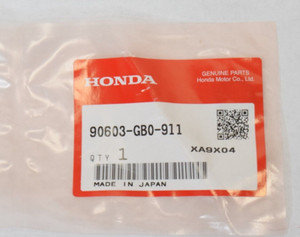 HONDA
GENUINE PARTS
Honda Motor Co., Ltd.
90603-GB0-911
QTY 1
XA9X04
MADE IN JAPAN